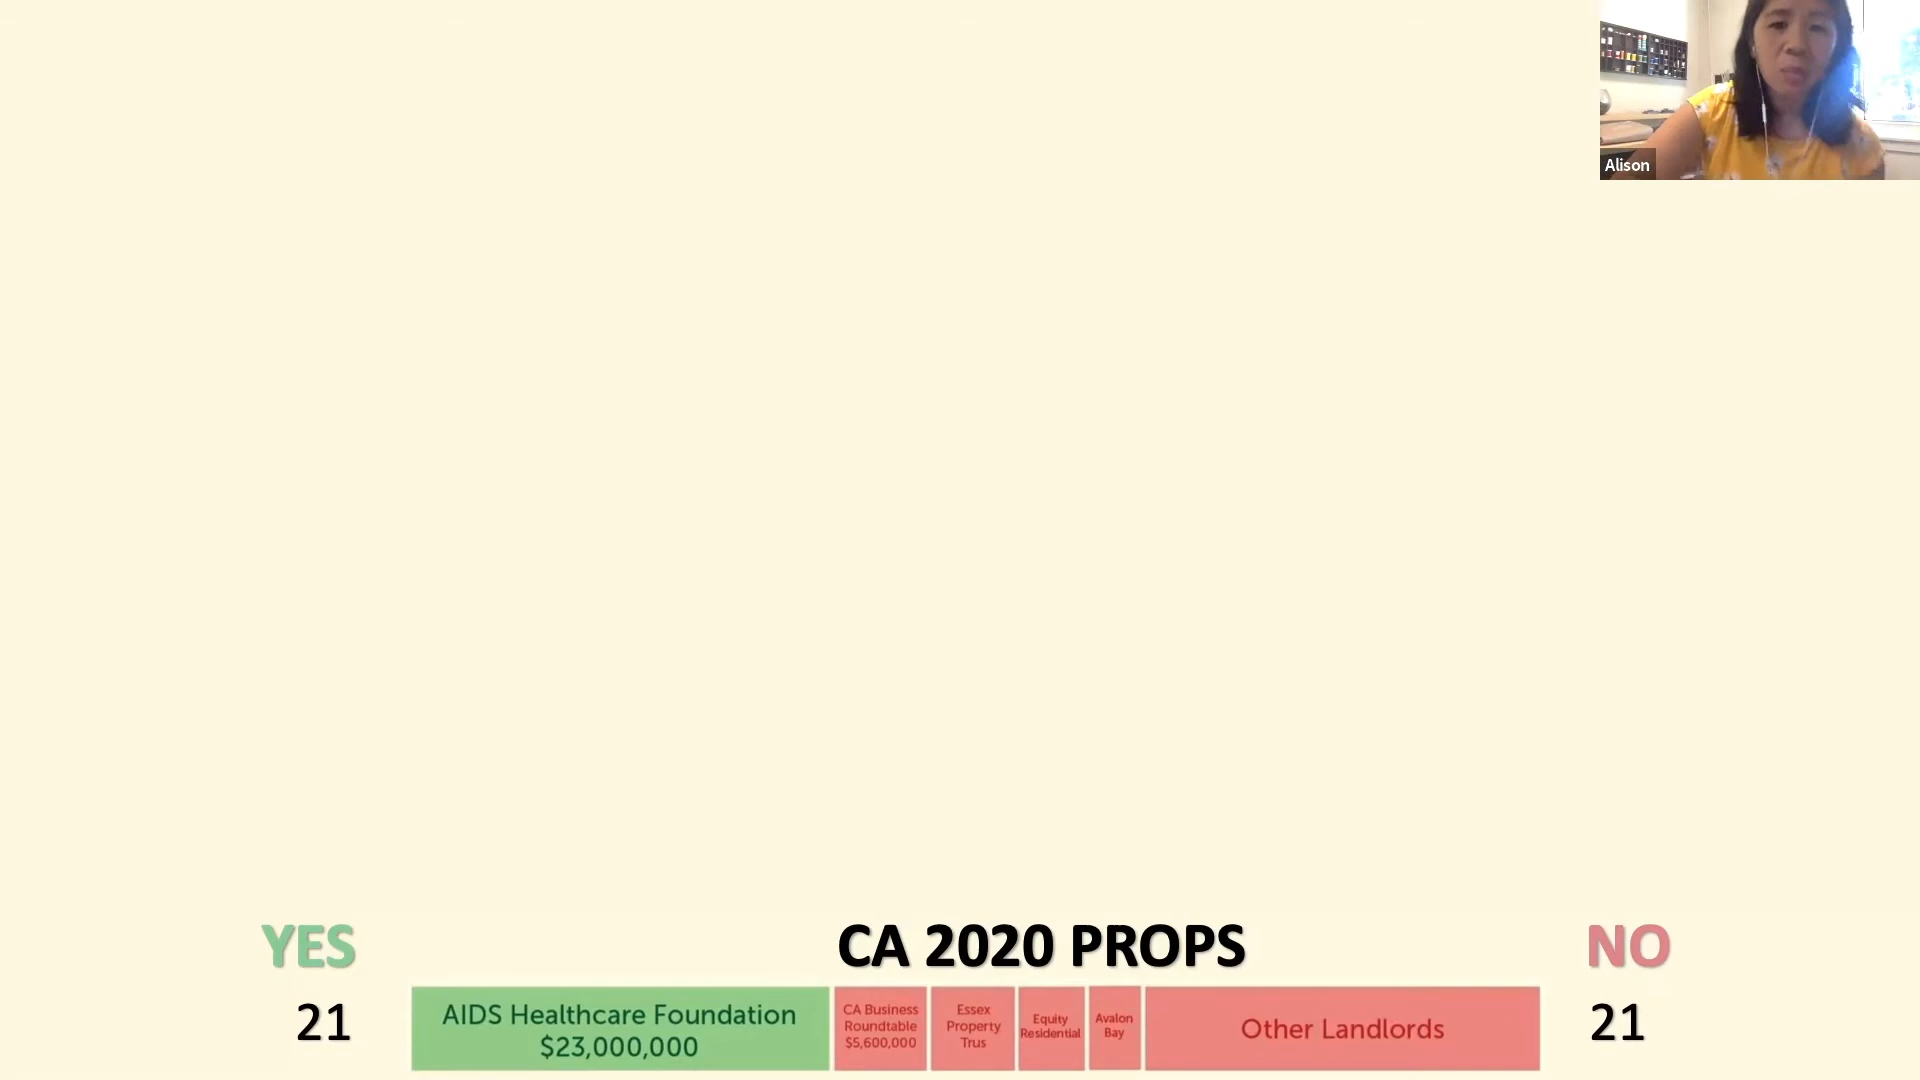 Alison
YES
CA 2020 PROPS
NO
21
AIDS Healthcare Foundation
$23,000,000
CA Business
Roundtable
$5,600,000
Essex
Property
Trus
Equity
Residential
Avalon
Bay
Other Landlords
21